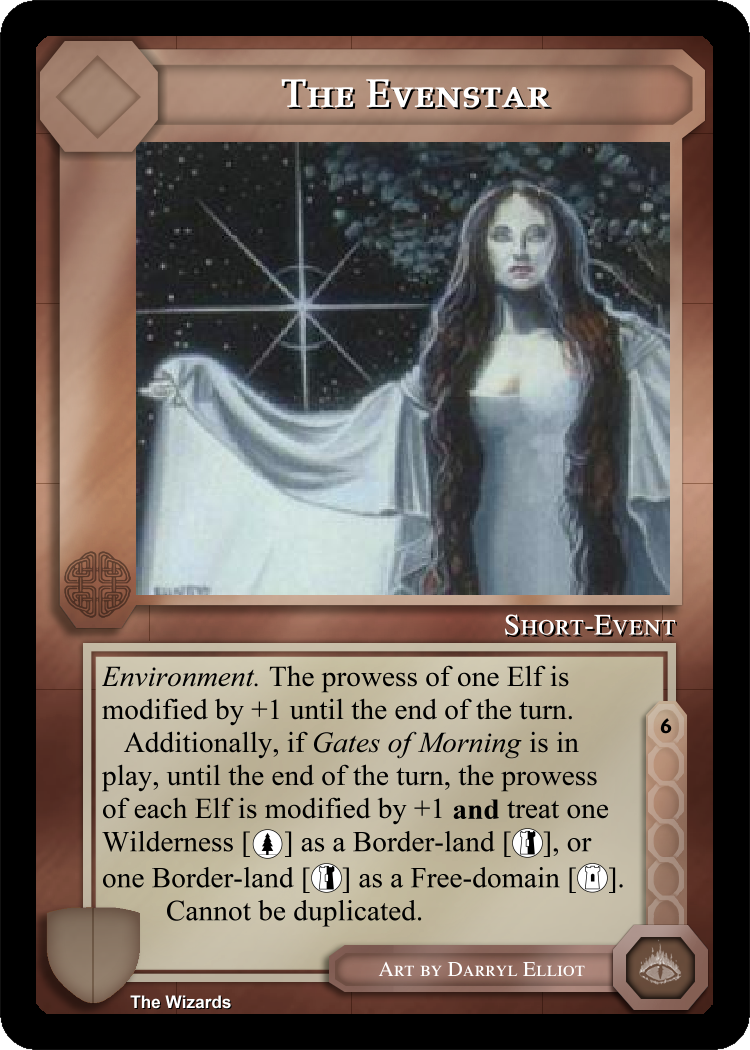 The Evenstar
Short-Event
Environment. The prowess of one Elf is
modified by +1 until the end of the turn.
Additionally, if Gates of Morning is in
play, until the end of the turn, the prowess
of each Elf is modified by +1 and treat one
Wilderness [ ] as a Border-land [ ], or
one Border-land [ ] as a Free-domain [ ].
Cannot be duplicated.
6
Art by Darryl Elliot
The Wizards